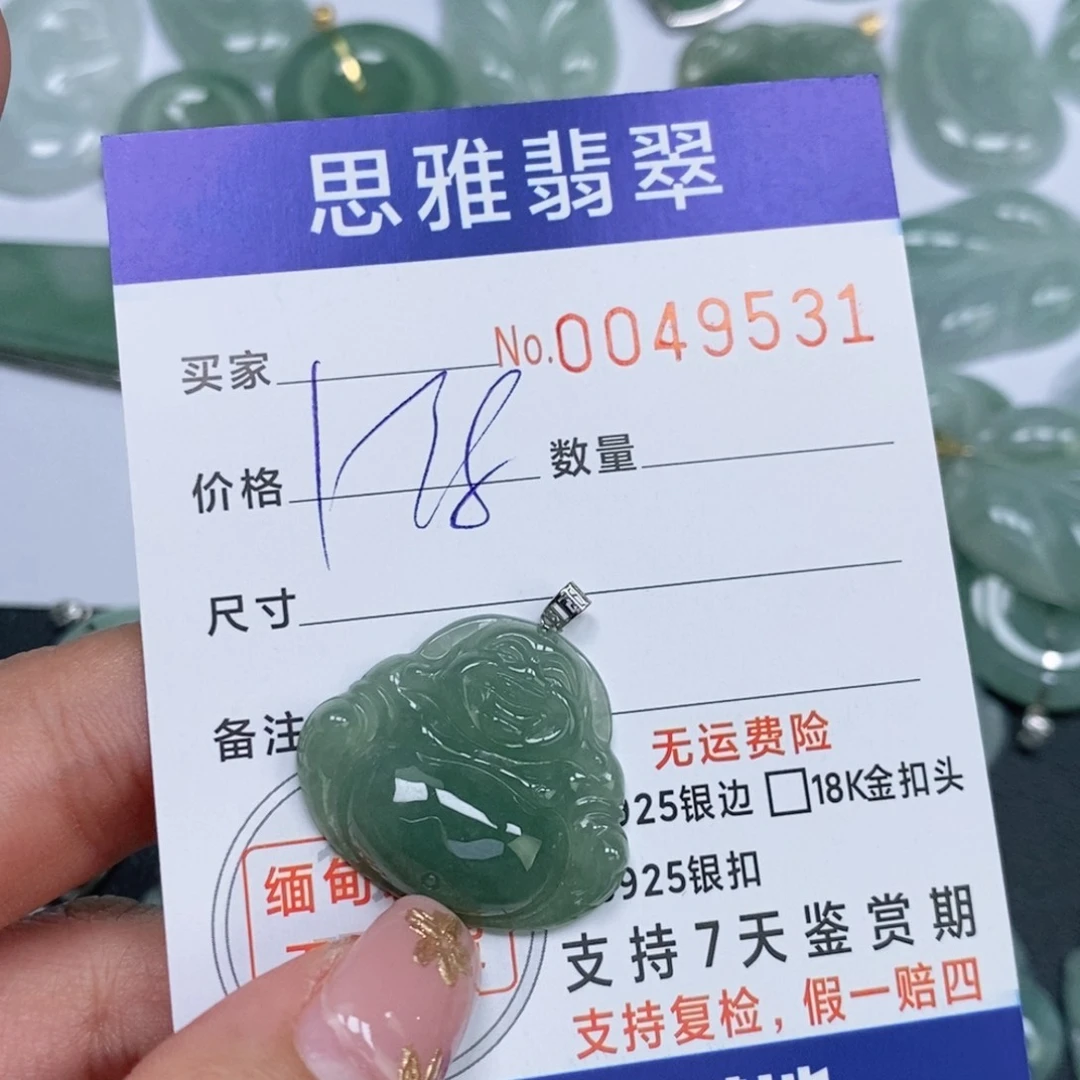 思雅翡翠
No.0049531
买家
价格 178 数量
尺寸
备注
无运费险
925银边 □18K金扣头
925银扣
缅甸
支持7天鉴赏期
支持复检，假一赔四